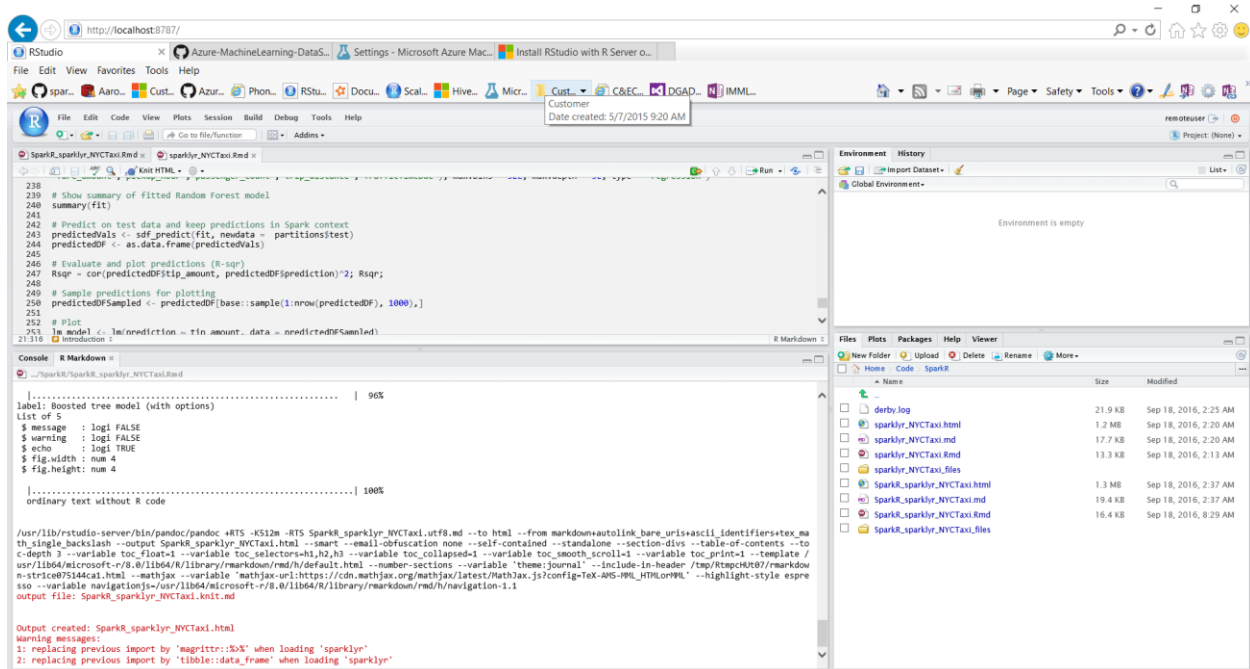 http://localhost:8787/
RStudio
Azure-MachineLearning-DataS...
Settings - Microsoft Azure Mac...
Install RStudio with R Server o...
File Edit View Favorites Tools Help
spar... Aaro... Cust... Azur... Phon... RStu... Docu... Scal... Hive... Micr... Cust... C&EC... DGAD... IMML...
Page Safety Tools
Customer
Date created: 5/7/2015 9:20 AM
File Edit Code View Plots Session Build Debug Tools Help
remoteuser
Go to file/function
Addins
Project: (None)
SparkR_sparklyr_NYCTaxi.Rmd
sparklyr_NYCTaxi.Rmd
Knit HTML
Run
238
239 # Show summary of fitted Random Forest model
240 summary(fit)
241
242 # Predict on test data and keep predictions in Spark context
243 predictedVals <- sdf_predict(fit, newdata = partitions$test)
244 predictedDF <- as.data.frame(predictedVals)
245
246 # Evaluate and plot predictions (R-sqr)
247 Rsqr = cor(predictedDF$tip_amount, predictedDF$prediction)^2; Rsqr;
248
249 # Sample predictions for plotting
250 predictedDFSampled <- predictedDF[base::sample(1:nrow(predictedDF), 1000),]
251
252 # Plot
253 lm_model <- lm(prediction ~ tip_amount, data = predictedDFSampled)
21:316 Introduction
R Markdown
Console R Markdown
.../SparkR/SparkR_sparklyr_NYCTaxi.Rmd
|.................................................................. | 96%
label: Boosted tree model (with options)
List of 5
$ message : logi FALSE
$ warning : logi FALSE
$ echo : logi TRUE
$ fig.width : num 4
$ fig.height: num 4
|.................................................................| 100%
ordinary text without R code
/usr/lib/rstudio-server/bin/pandoc/pandoc +RTS -K512m -RTS SparkR_sparklyr_NYCTaxi.utf8.md --to html --from markdown+autolink_bare_uris+ascii_identifiers+tex_ma
th_single_backslash --output SparkR_sparklyr_NYCTaxi.html --smart --email-obfuscation none --self-contained --standalone --section-divs --table-of-contents --to
c-depth 3 --variable toc_float=1 --variable toc_selectors=h1,h2,h3 --variable toc_collapsed=1 --variable toc_smooth_scroll=1 --variable toc_print=1 --template /
usr/lib64/microsoft-r/8.0/lib64/R/library/rmarkdown/rmd/h/default.html --number-sections --variable 'theme:journal' --include-in-header /tmp/RtmpcHUt07/rmarkdow
n-str1ce075144ca1.html --mathjax --variable 'mathjax-url:https://cdn.mathjax.org/mathjax/latest/MathJax.js?config=TeX-AMS-MML_HTMLorMML' --highlight-style espre
sso --variable navigationjs=/usr/lib64/microsoft-r/8.0/lib64/R/library/rmarkdown/rmd/h/navigation-1.1
output file: SparkR_sparklyr_NYCTaxi.knit.md
Output created: SparkR_sparklyr_NYCTaxi.html
Warning messages:
1: replacing previous import by 'magrittr::%>%' when loading 'sparklyr'
2: replacing previous import by 'tibble::data_frame' when loading 'sparklyr'
Environment History
Import Dataset
List
Global Environment
Environment is empty
Files Plots Packages Help Viewer
New Folder Upload Delete Rename More
Home Code SparkR
Name Size Modified
..
derby.log 21.9 KB Sep 18, 2016, 2:25 AM
sparklyr_NYCTaxi.html 1.2 MB Sep 18, 2016, 2:20 AM
sparklyr_NYCTaxi.md 17.7 KB Sep 18, 2016, 2:20 AM
sparklyr_NYCTaxi.Rmd 13.3 KB Sep 18, 2016, 2:13 AM
sparklyr_NYCTaxi_files
SparkR_sparklyr_NYCTaxi.html 1.3 MB Sep 18, 2016, 2:37 AM
SparkR_sparklyr_NYCTaxi.md 19.4 KB Sep 18, 2016, 2:37 AM
SparkR_sparklyr_NYCTaxi.Rmd 16.4 KB Sep 18, 2016, 8:29 AM
SparkR_sparklyr_NYCTaxi_files